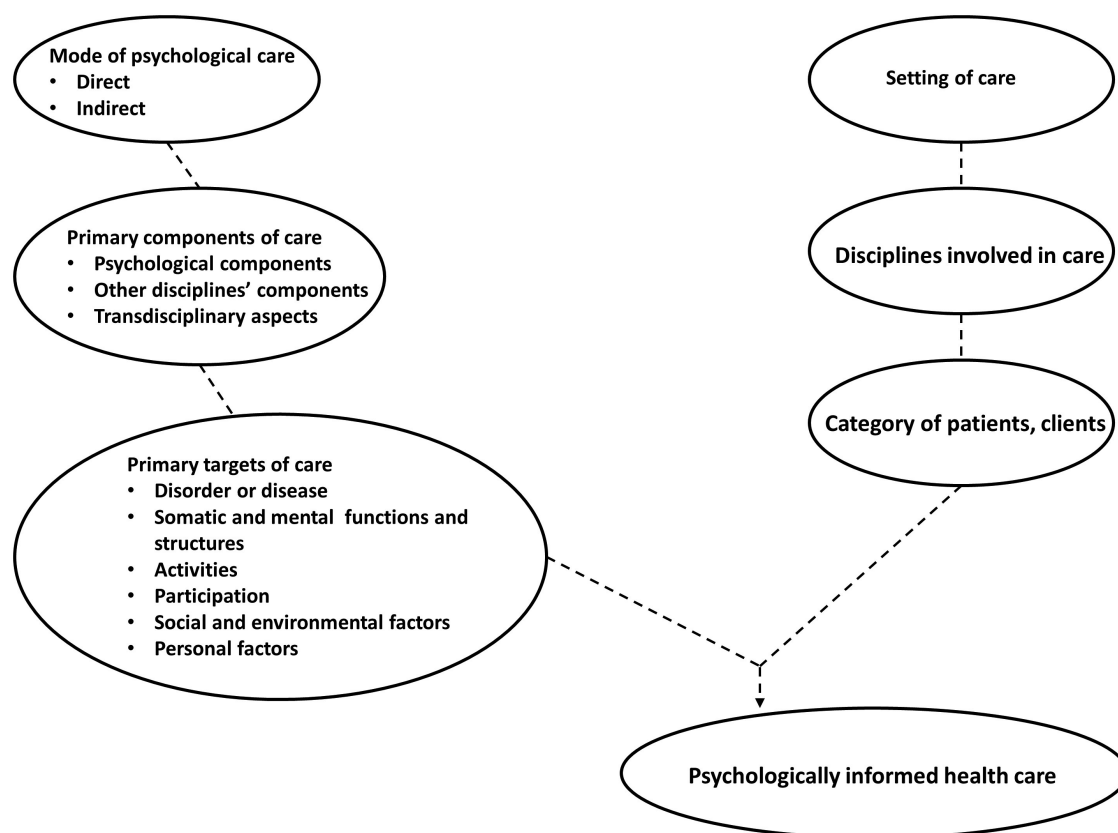 Mode of psychological care
• Direct
• Indirect
Primary components of care
• Psychological components
• Other disciplines’ components
• Transdisciplinary aspects
Primary targets of care
• Disorder or disease
• Somatic and mental functions and
structures
• Activities
• Participation
• Social and environmental factors
• Personal factors
Setting of care
Disciplines involved in care
Category of patients, clients
Psychologically informed health care